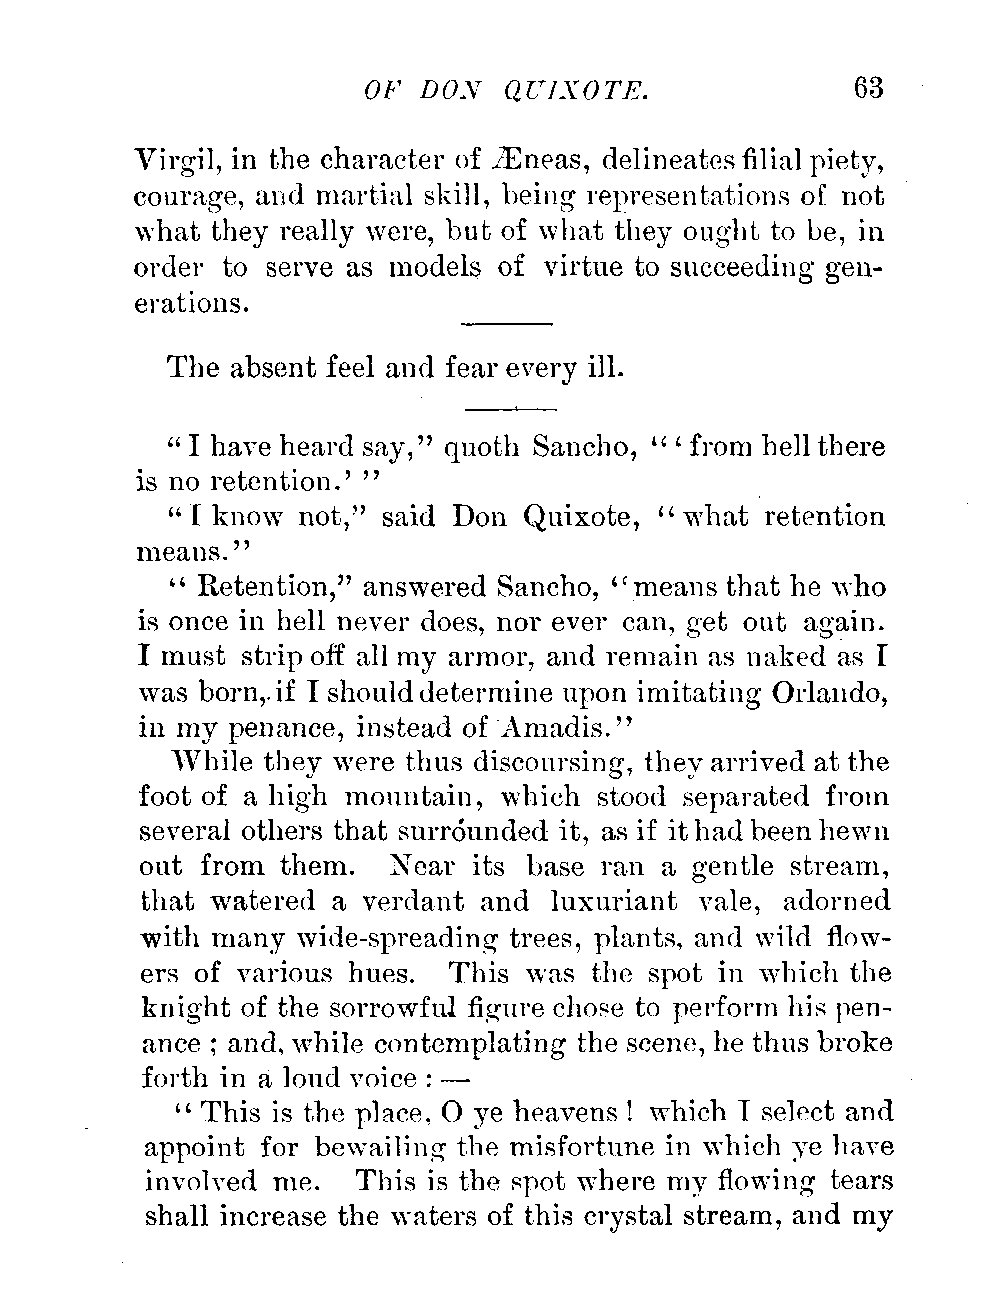 OF DON QUIXOTE. 63
Virgil, in the character of Æneas, delineates filial piety,
courage, and martial skill, being representations of not
what they really were, but of what they ought to be, in
order to serve as models of virtue to succeeding gen-
erations.
The absent feel and fear every ill.
“I have heard say,” quoth Sancho, “‘from hell there
is no retention.’”
“I know not,” said Don Quixote, “what retention
means.”
“Retention,” answered Sancho, “means that he who
is once in hell never does, nor ever can, get out again.
I must strip off all my armor, and remain as naked as I
was born, if I should determine upon imitating Orlando,
in my penance, instead of Amadis.”
While they were thus discoursing, they arrived at the
foot of a high mountain, which stood separated from
several others that surrounded it, as if it had been hewn
out from them. Near its base ran a gentle stream,
that watered a verdant and luxuriant vale, adorned
with many wide-spreading trees, plants, and wild flow-
ers of various hues. This was the spot in which the
knight of the sorrowful figure chose to perform his pen-
ance; and, while contemplating the scene, he thus broke
forth in a loud voice:—
“This is the place, O ye heavens! which I select and
appoint for bewailing the misfortune in which ye have
involved me. This is the spot where my flowing tears
shall increase the waters of this crystal stream, and my